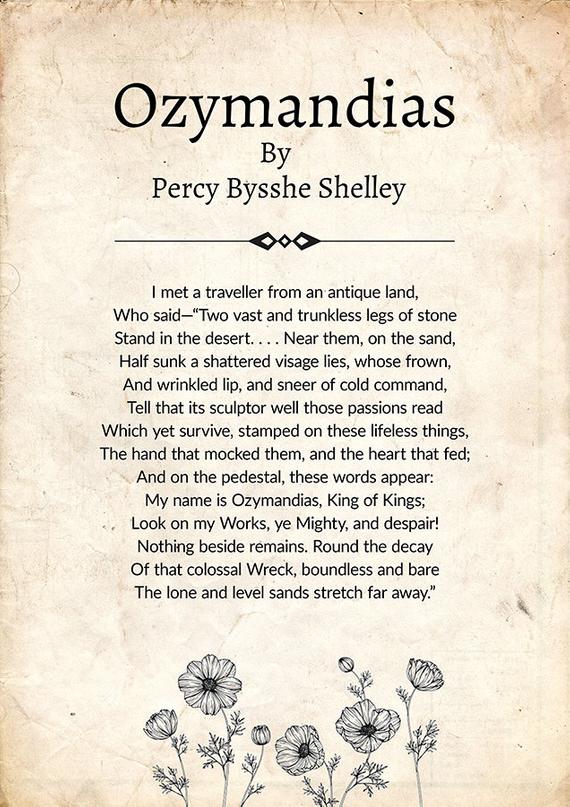 Ozymandias
By
Percy Bysshe Shelley
I met a traveller from an antique land,
Who said—“Two vast and trunkless legs of stone
Stand in the desert. . . . Near them, on the sand,
Half sunk a shattered visage lies, whose frown,
And wrinkled lip, and sneer of cold command,
Tell that its sculptor well those passions read
Which yet survive, stamped on these lifeless things,
The hand that mocked them, and the heart that fed;
And on the pedestal, these words appear:
My name is Ozymandias, King of Kings;
Look on my Works, ye Mighty, and despair!
Nothing beside remains. Round the decay
Of that colossal Wreck, boundless and bare
The lone and level sands stretch far away.”